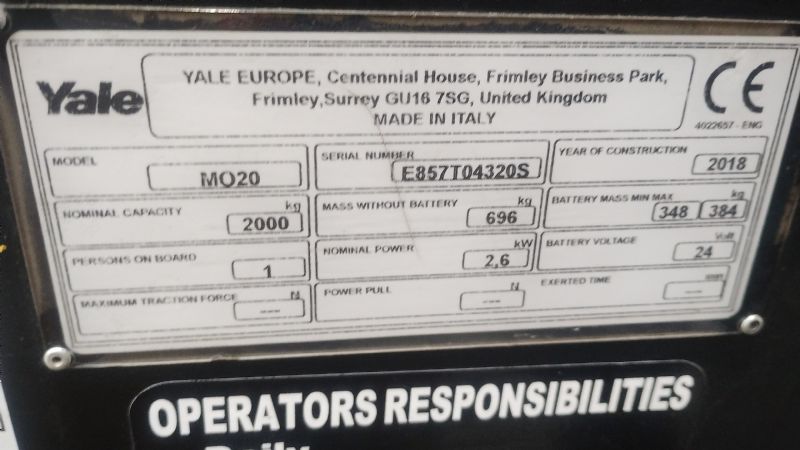 Yale
YALE EUROPE, Centennial House, Frimley Business Park,
Frimley,Surrey GU16 7SG, United Kingdom
MADE IN ITALY
CE
4022657 - ENG
MODEL
MO20
SERIAL NUMBER
E857T04320S
YEAR OF CONSTRUCTION
2018
NOMINAL CAPACITY
kg
2000
MASS WITHOUT BATTERY
kg
696
BATTERY MASS MIN MAX
kg
348 384
PERSONS ON BOARD
1
NOMINAL POWER
kW
2,6
BATTERY VOLTAGE
Volt
24
MAXIMUM TRACTION FORCE
N
---
POWER PULL
N
---
EXERTED TIME
min
---
OPERATORS RESPONSIBILITIES
Daily